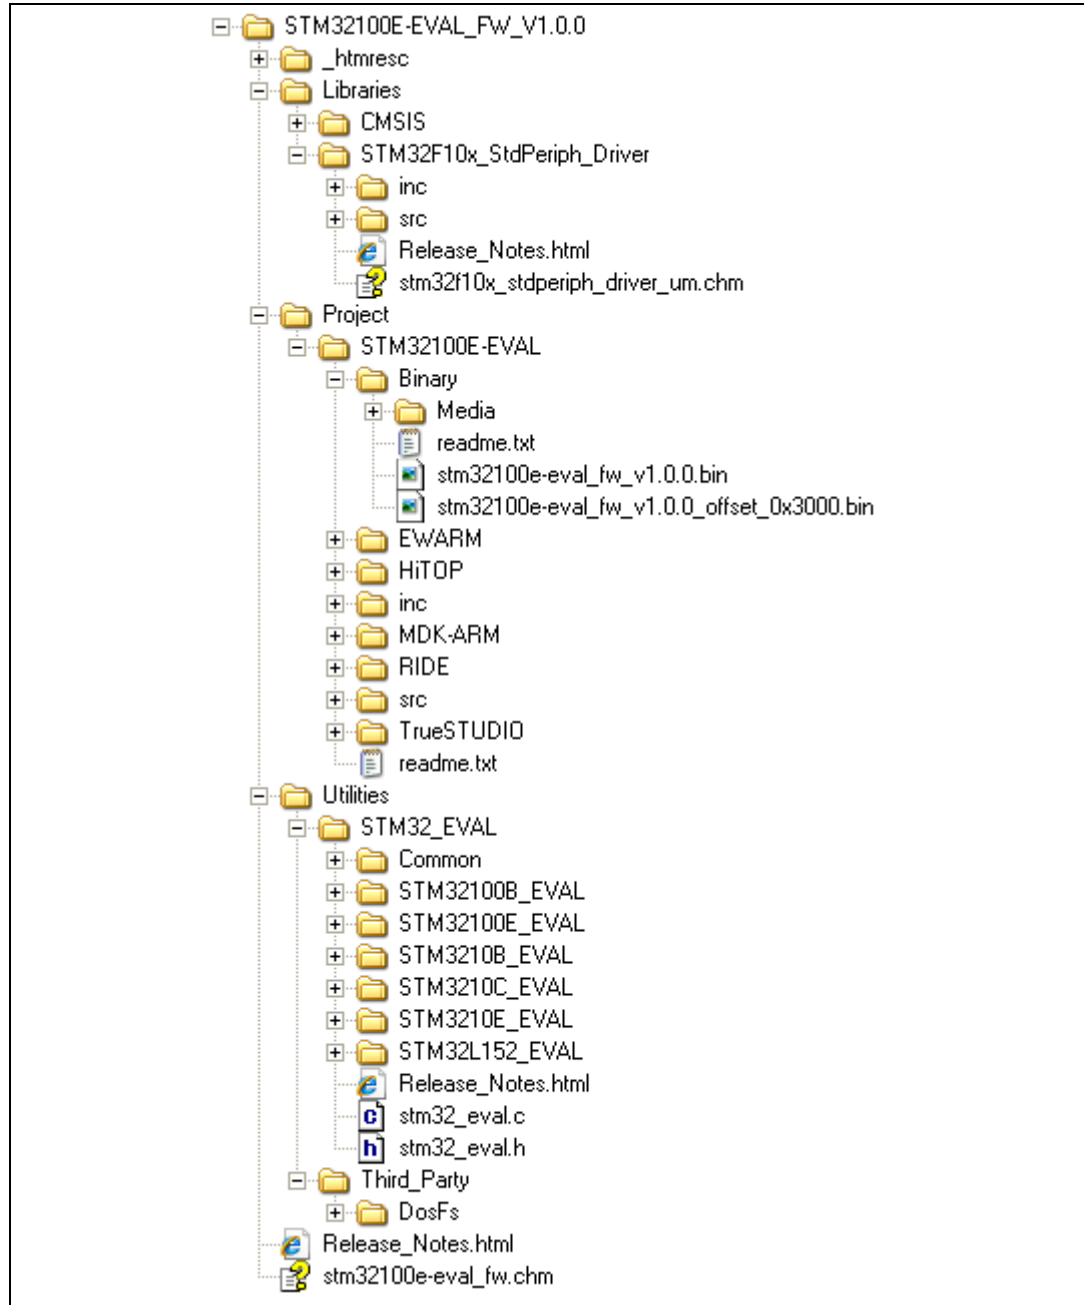 STM32100E-EVAL_FW_V1.0.0
_htmresc
Libraries
CMSIS
STM32F10x_StdPeriph_Driver
inc
src
Release_Notes.html
stm32f10x_stdperiph_driver_um.chm
Project
STM32100E-EVAL
Binary
Media
readme.txt
stm32100e-eval_fw_v1.0.0.bin
stm32100e-eval_fw_v1.0.0_offset_0x3000.bin
EWARM
HiTOP
inc
MDK-ARM
RIDE
src
TrueSTUDIO
readme.txt
Utilities
STM32_EVAL
Common
STM32100B_EVAL
STM32100E_EVAL
STM3210B_EVAL
STM3210C_EVAL
STM3210E_EVAL
STM32L152_EVAL
Release_Notes.html
stm32_eval.c
stm32_eval.h
Third_Party
DosFs
Release_Notes.html
stm32100e-eval_fw.chm